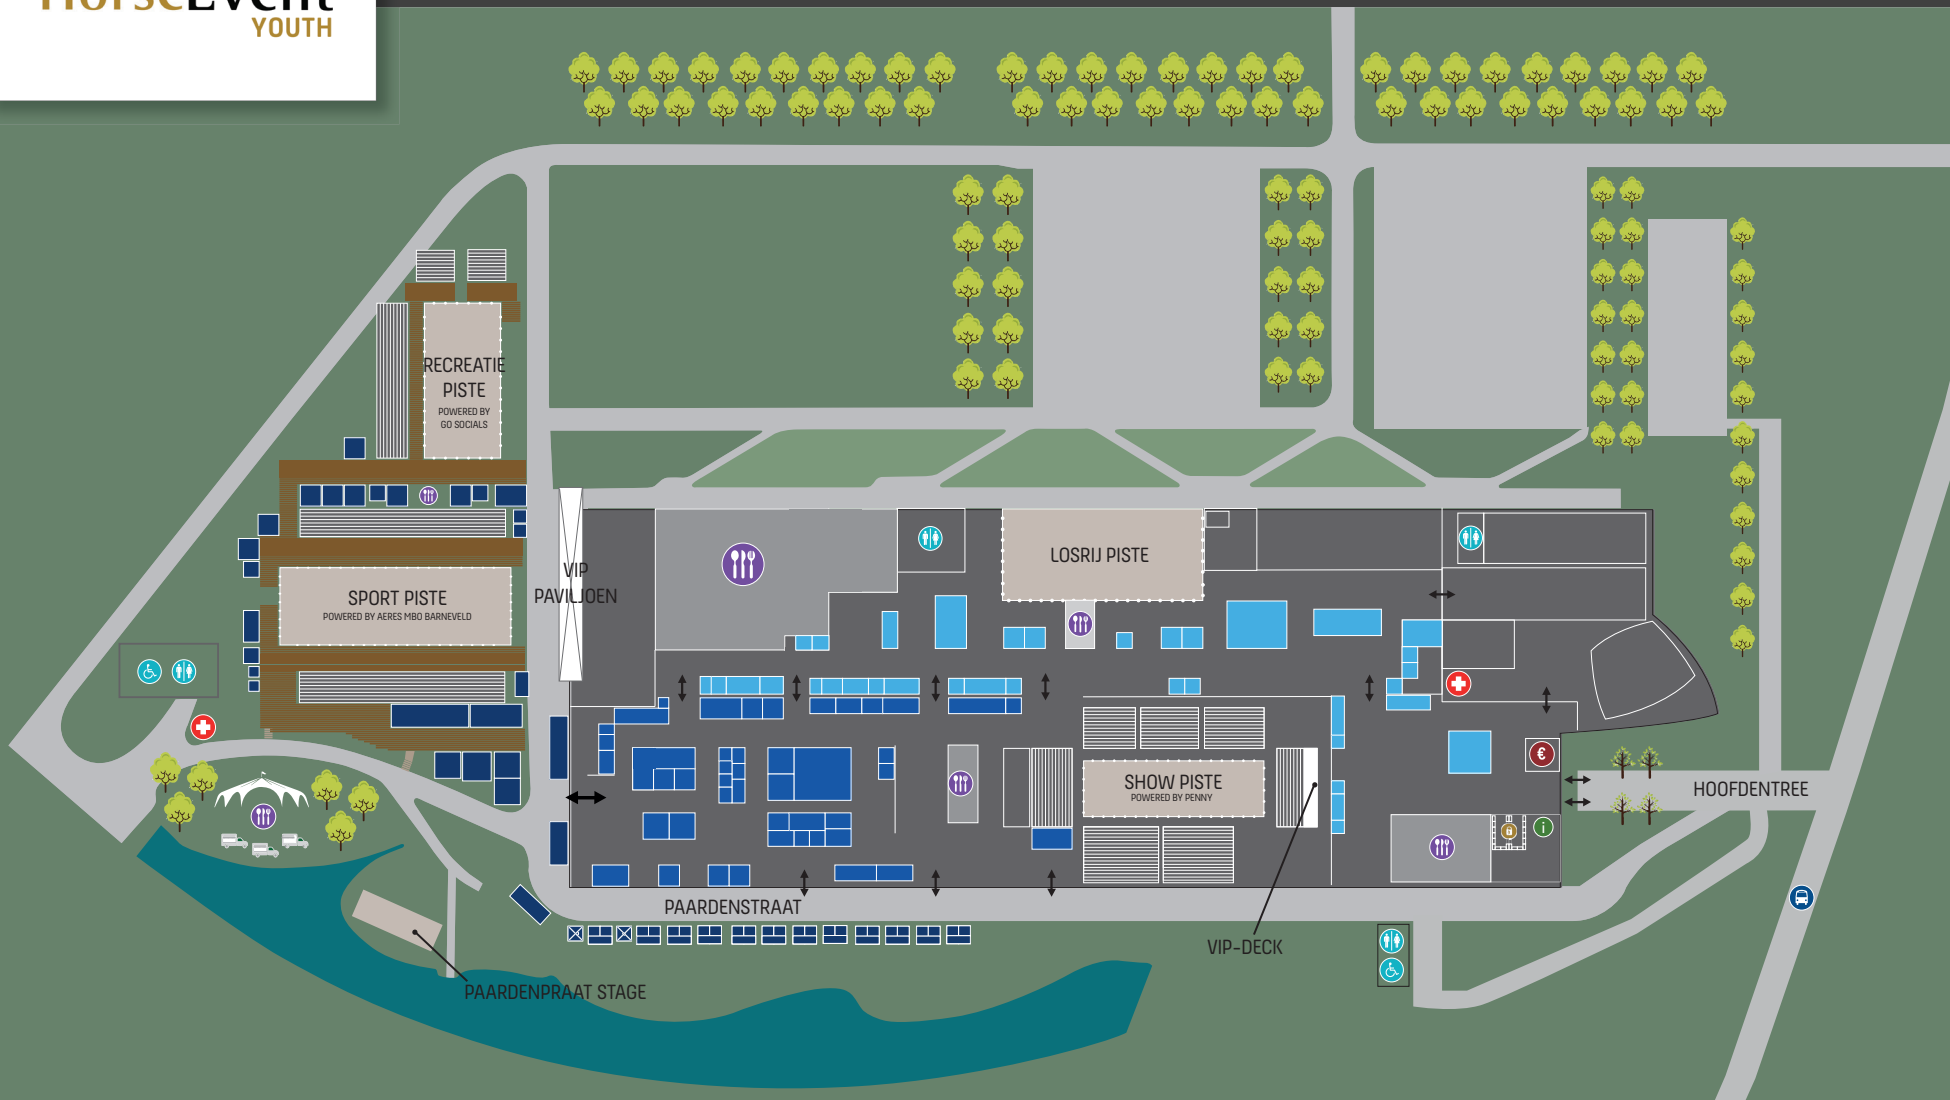 HorseEvent
YOUTH
RECREATIE
PISTE
POWERED BY
GO SOCIALS
SPORT PISTE
POWERED BY AERES MBO BARNEVELD
VIP
PAVILJOEN
LOSRIJ PISTE
SHOW PISTE
POWERED BY PENNY
€
i
HOOFDENTREE
PAARDENSTRAAT
VIP-DECK
PAARDENPRAAT STAGE